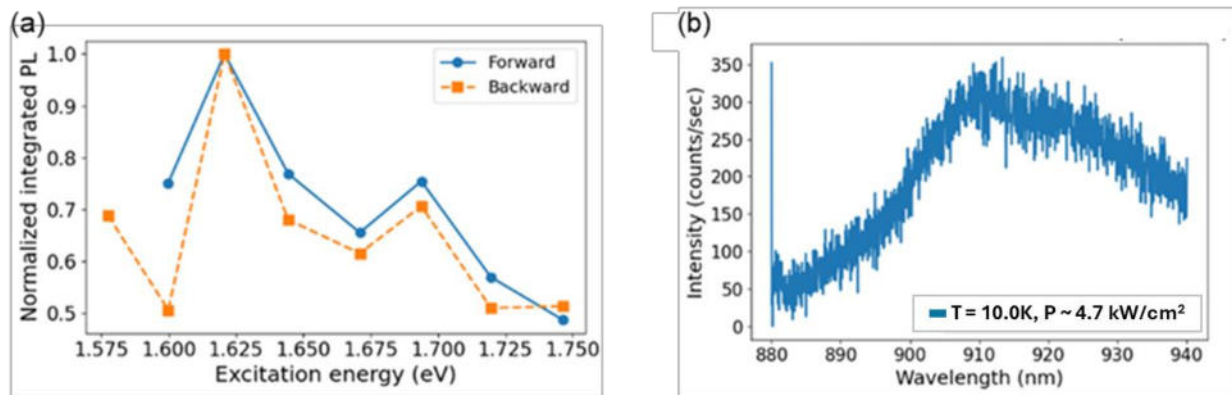 (a)
Normalized integrated PL
1.0
0.9
0.8
0.7
0.6
0.5
Forward
Backward
1.575 1.600 1.625 1.650 1.675 1.700 1.725 1.750
Excitation energy (eV)
(b)
Intensity (counts/sec)
350
300
250
200
150
100
50
0
T = 10.0K, P ~ 4.7 kW/cm²
880 890 900 910 920 930 940
Wavelength (nm)